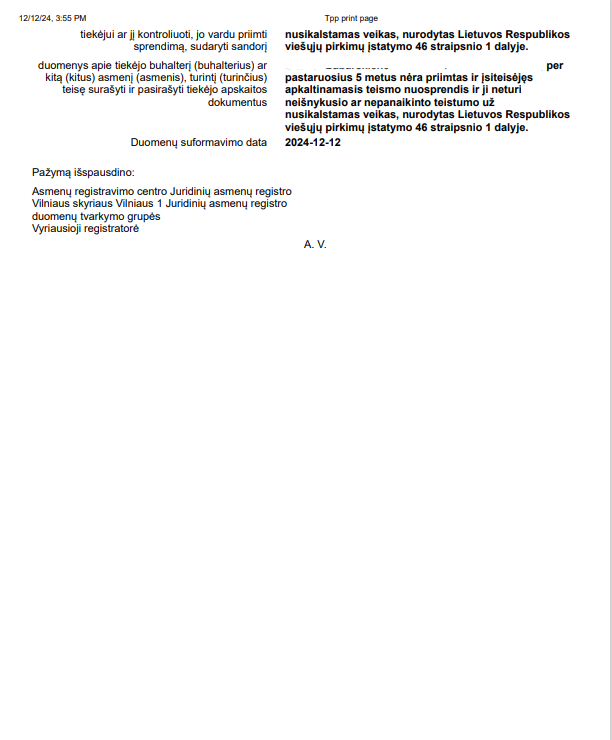 12/12/24, 3:55 PM Tpp print page
tiekėjui ar jį kontroliuoti, jo vardu priimti sprendimą, sudaryti sandorį
nusikalstamas veikas, nurodytas Lietuvos Respublikos
viešųjų pirkimų įstatymo 46 straipsnio 1 dalyje.
duomenys apie tiekėjo buhalterį (buhalterius) ar
kitą (kitus) asmenį (asmenis), turintį (turinčius)
teisę surašyti ir pasirašyti tiekėjo apskaitos
dokumentus
per
pastaruosius 5 metus nėra priimtas ir įsiteisėjęs
apkaltinamasis teismo nuosprendis ir ji neturi
neišnykusio ar nepanaikinto teistumo už
nusikalstamas veikas, nurodytas Lietuvos Respublikos
viešųjų pirkimų įstatymo 46 straipsnio 1 dalyje.
Duomenų suformavimo data 2024-12-12
Pažymą išspausdino:
Asmenų registravimo centro Juridinių asmenų registro
Vilniaus skyriaus Vilniaus 1 Juridinių asmenų registro
duomenų tvarkymo grupės
Vyriausioji registratorė
A. V.